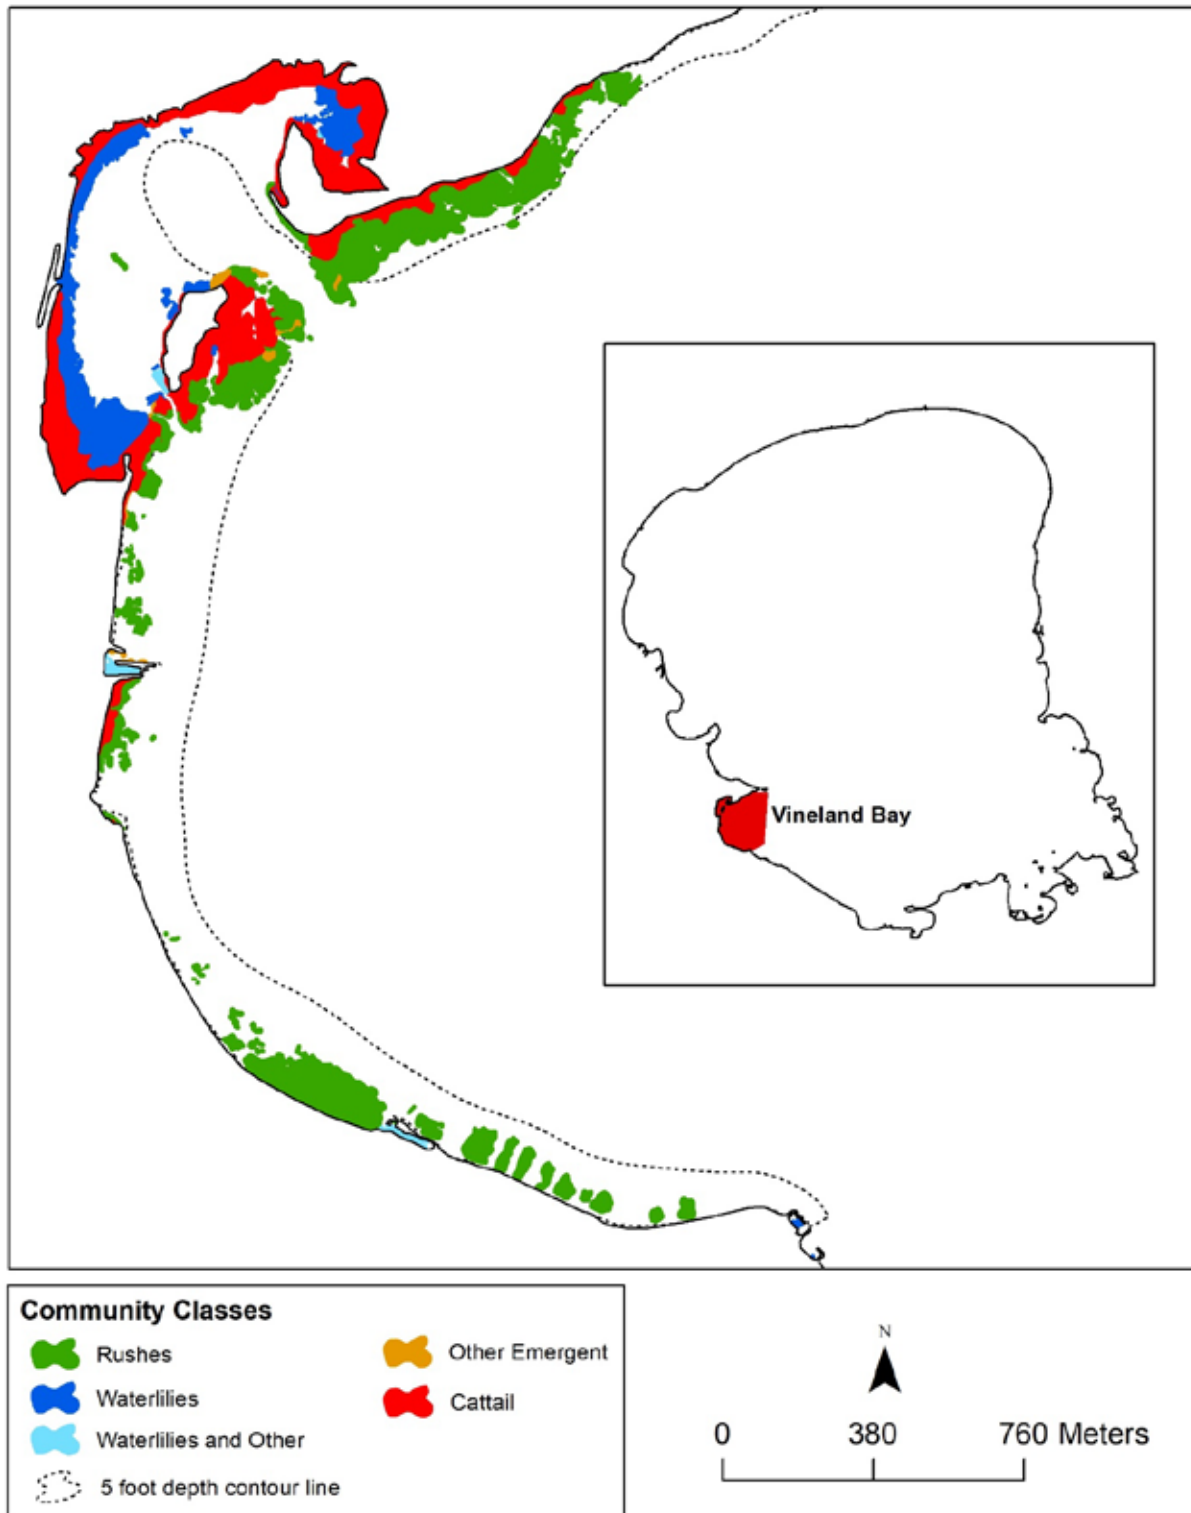 Vineland Bay
Community Classes
Rushes
Waterlilies
Waterlilies and Other
5 foot depth contour line
Other Emergent
Cattail
N
0 380 760 Meters